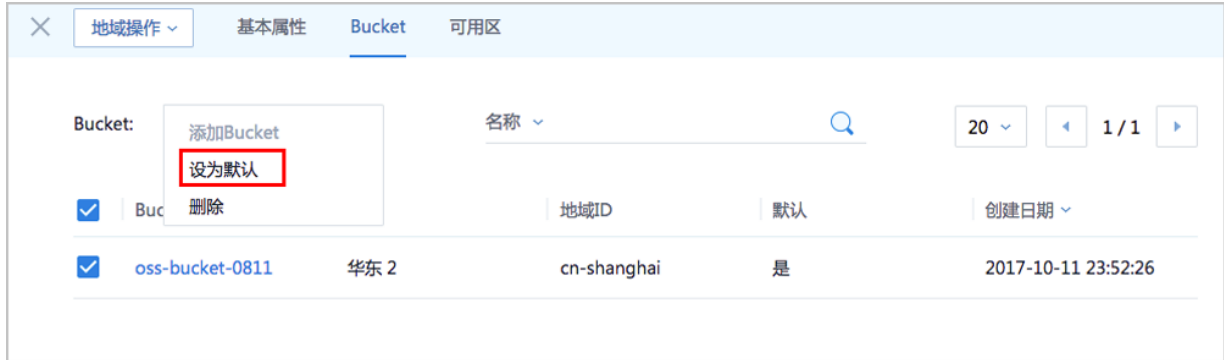 地域操作 基本属性 Bucket 可用区
Bucket: 名称 20 1 / 1
添加Bucket
设为默认
删除
Buc 地域ID 默认 创建日期
oss-bucket-0811 华东 2 cn-shanghai 是 2017-10-11 23:52:26